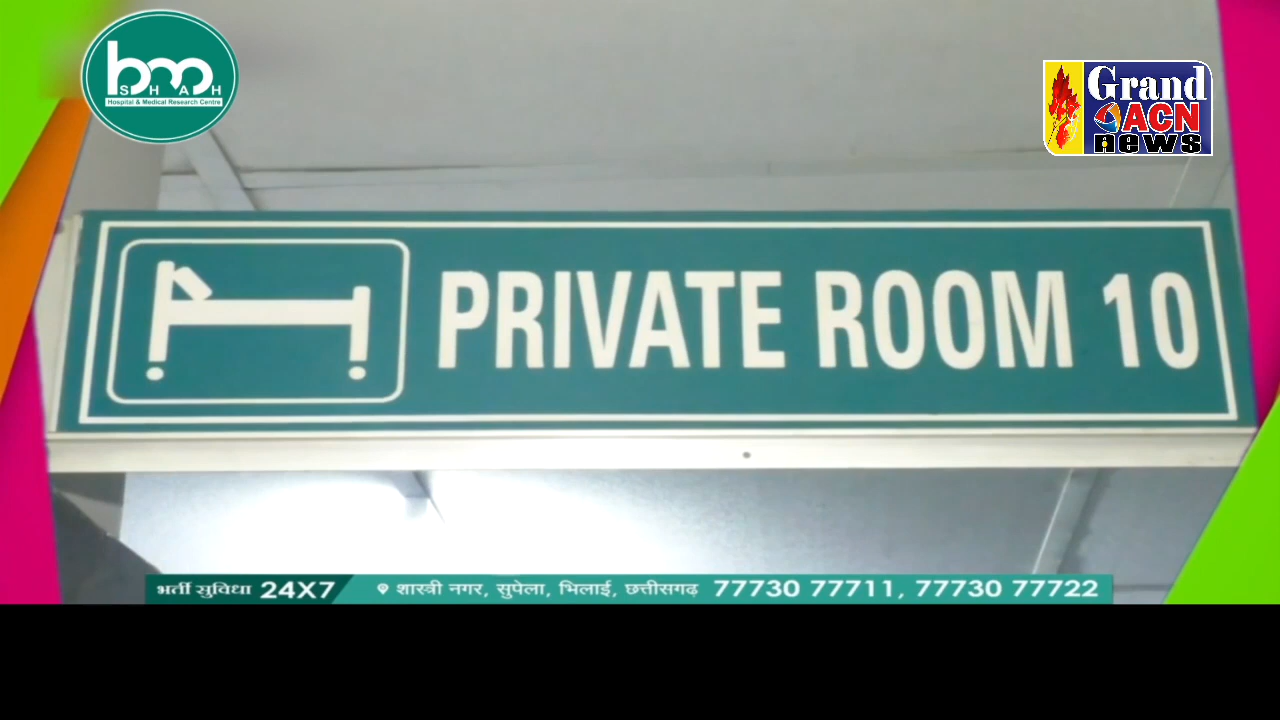 bm
SHAH
Hospital & Medical Research Centre
Grand
ACN
news
PRIVATE ROOM 10
भर्ती सुविधा 24X7
शास्त्री नगर, सुपेला, भिलाई, छत्तीसगढ़ 77730 77711, 77730 77722